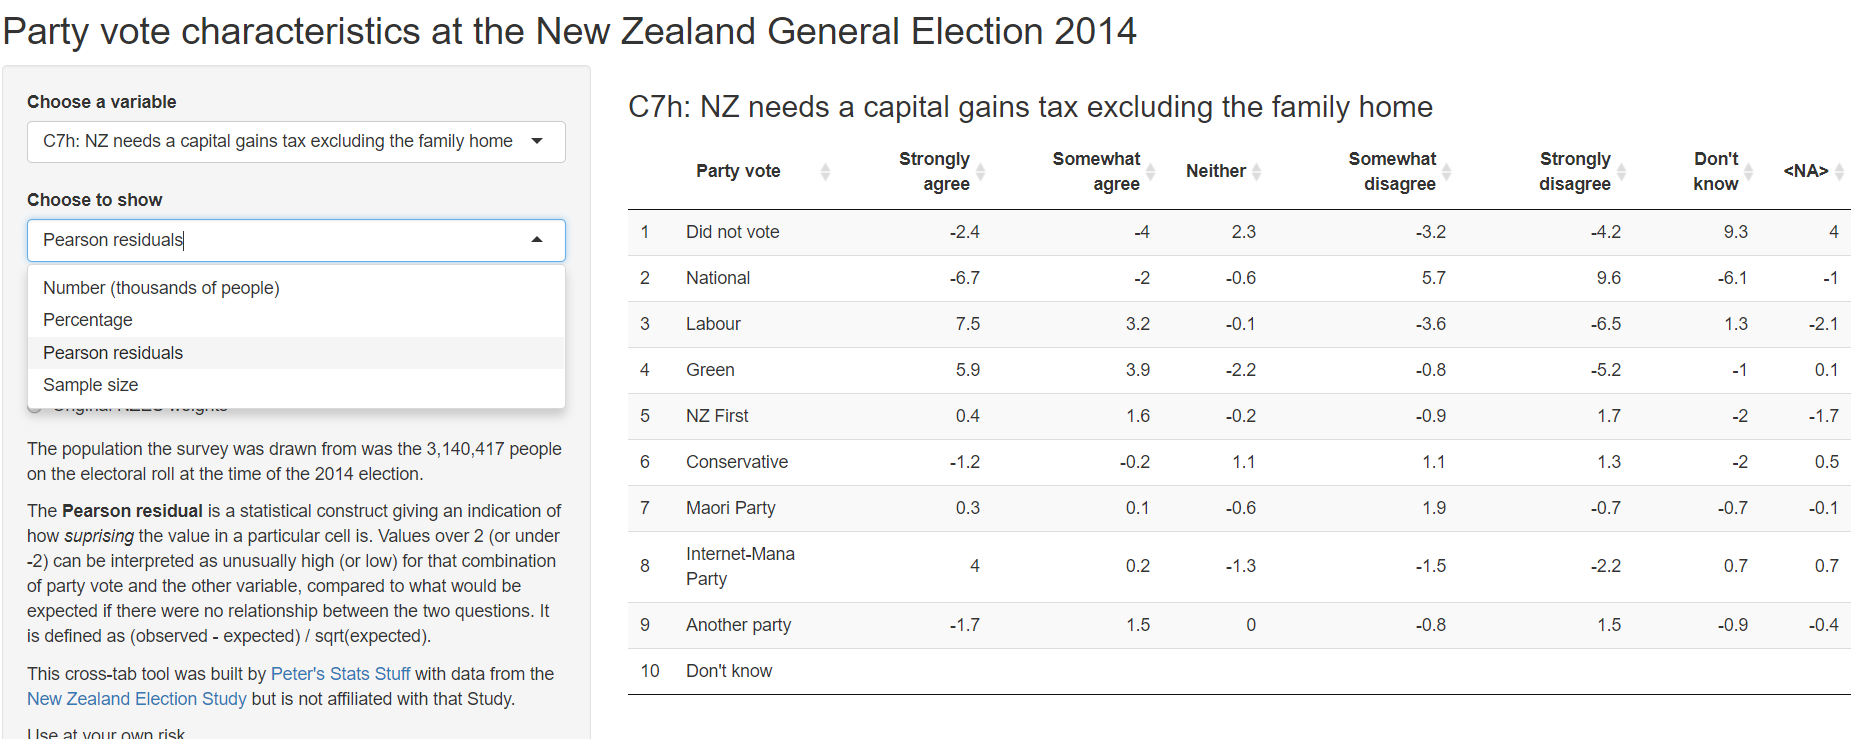 Party vote characteristics at the New Zealand General Election 2014
Choose a variable
C7h: NZ needs a capital gains tax excluding the family home
Choose to show
Pearson residuals
Number (thousands of people)
Percentage
Pearson residuals
Sample size
The population the survey was drawn from was the 3,140,417 people
on the electoral roll at the time of the 2014 election.
The Pearson residual is a statistical construct giving an indication of
how suprising the value in a particular cell is. Values over 2 (or under
-2) can be interpreted as unusually high (or low) for that combination
of party vote and the other variable, compared to what would be
expected if there were no relationship between the two questions. It
is defined as (observed - expected) / sqrt(expected).
This cross-tab tool was built by Peter's Stats Stuff with data from the
New Zealand Election Study but is not affiliated with that Study.
Use at your own risk
C7h: NZ needs a capital gains tax excluding the family home
Party vote Strongly agree Somewhat agree Neither Somewhat disagree Strongly disagree Don't know <NA>
1 Did not vote -2.4 -4 2.3 -3.2 -4.2 9.3 4
2 National -6.7 -2 -0.6 5.7 9.6 -6.1 -1
3 Labour 7.5 3.2 -0.1 -3.6 -6.5 1.3 -2.1
4 Green 5.9 3.9 -2.2 -0.8 -5.2 -1 0.1
5 NZ First 0.4 1.6 -0.2 -0.9 1.7 -2 -1.7
6 Conservative -1.2 -0.2 1.1 1.1 1.3 -2 0.5
7 Maori Party 0.3 0.1 -0.6 1.9 -0.7 -0.7 -0.1
8 Internet-Mana Party 4 0.2 -1.3 -1.5 -2.2 0.7 0.7
9 Another party -1.7 1.5 0 -0.8 1.5 -0.9 -0.4
10 Don't know